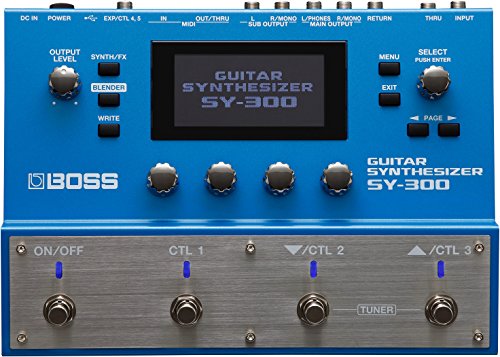 DC IN
POWER
EXP/CTL 4, 5
IN
OUT/THRU
MIDI
L
R/MONO
SUB OUTPUT
L/PHONES
R/MONO
MAIN OUTPUT
RETURN
THRU
INPUT
OUTPUT
LEVEL
SYNTH/FX
BLENDER
WRITE
GUITAR
SYNTHESIZER
SY-300
MENU
EXIT
SELECT
PUSH ENTER
PAGE
BOSS
GUITAR
SYNTHESIZER
SY-300
ON/OFF
CTL 1
▼/CTL 2
▲/CTL 3
TUNER